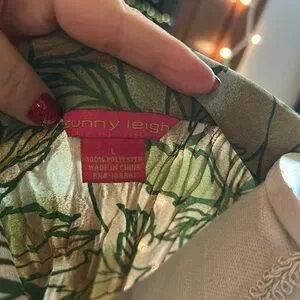 sunny leigh
L
100% POLYESTER
MADE IN CHINA